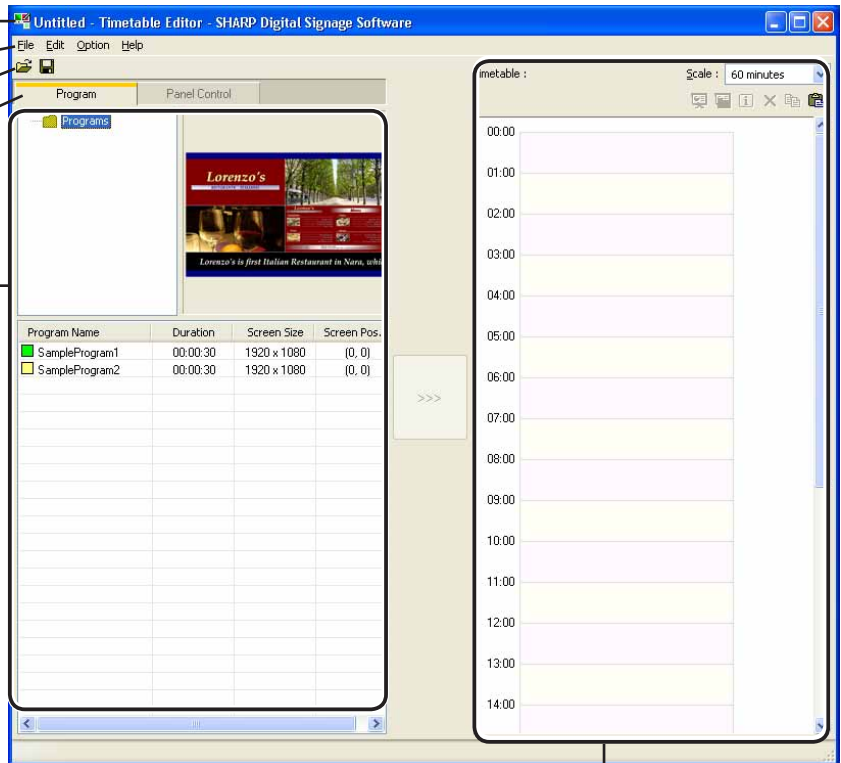 Untitled - Timetable Editor - SHARP Digital Signage Software
File Edit Option Help
Program Panel Control
imetable : Scale : 60 minutes
Programs
Lorenzo's
Lorenzo's is first Italian Restaurant in Nara, whi
Program Name Duration Screen Size Screen Pos.
SampleProgram1 00:00:30 1920 x 1080 (0, 0)
SampleProgram2 00:00:30 1920 x 1080 (0, 0)
>>>
00:00
01:00
02:00
03:00
04:00
05:00
06:00
07:00
08:00
09:00
10:00
11:00
12:00
13:00
14:00